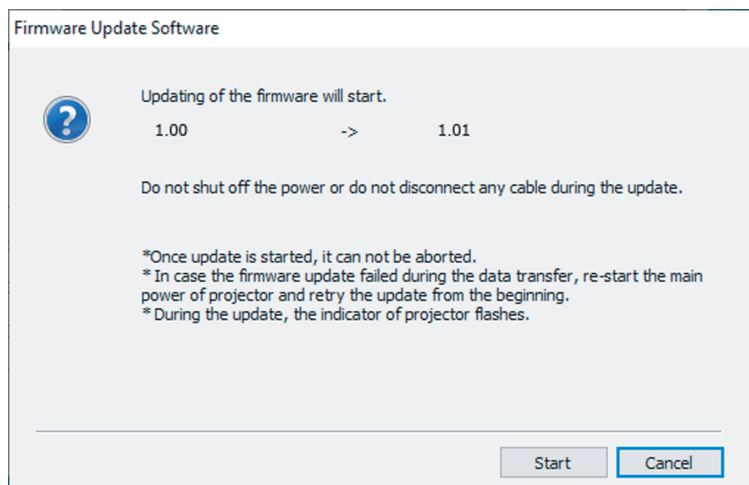 Firmware Update Software
Updating of the firmware will start.
1.00 -> 1.01
Do not shut off the power or do not disconnect any cable during the update.
*Once update is started, it can not be aborted.
* In case the firmware update failed during the data transfer, re-start the main
power of projector and retry the update from the beginning.
* During the update, the indicator of projector flashes.
Start Cancel